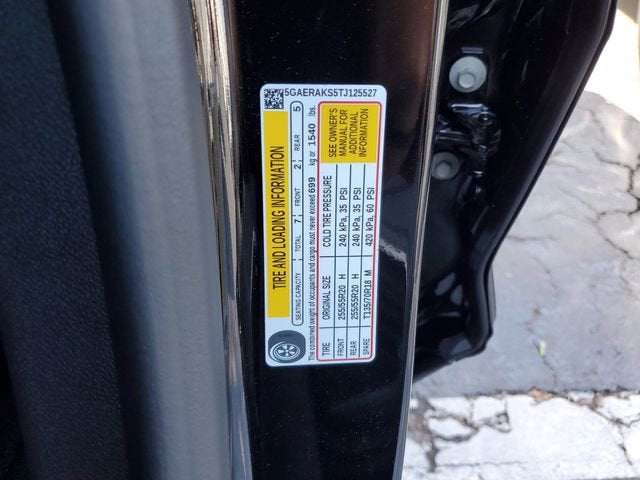 5GAERAKS5TJ125527
TIRE AND LOADING INFORMATION
SEATING CAPACITY TOTAL 7 FRONT 2 REAR 5
The combined weight of occupants and cargo must never exceed 699 kg or 1540 lbs.
TIRE ORIGINAL SIZE COLD TIRE PRESSURE
FRONT 255/55R20 H 240 kPa, 35 PSI
REAR 255/55R20 H 240 kPa, 35 PSI
SPARE T135/70R18 M 420 kPa, 60 PSI
SEE OWNER'S
MANUAL FOR
ADDITIONAL
INFORMATION